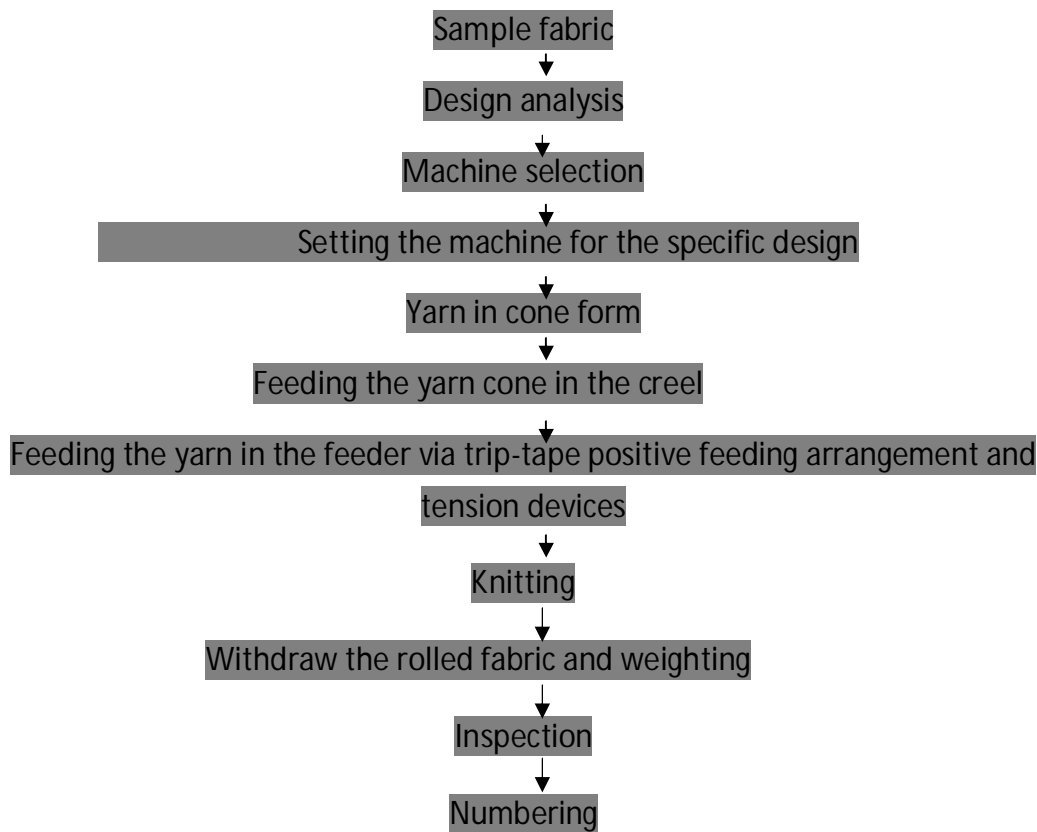 Sample fabric
Design analysis
Machine selection
Setting the machine for the specific design
Yarn in cone form
Feeding the yarn cone in the creel
Feeding the yarn in the feeder via trip-tape positive feeding arrangement and
tension devices
Knitting
Withdraw the rolled fabric and weighting
Inspection
Numbering